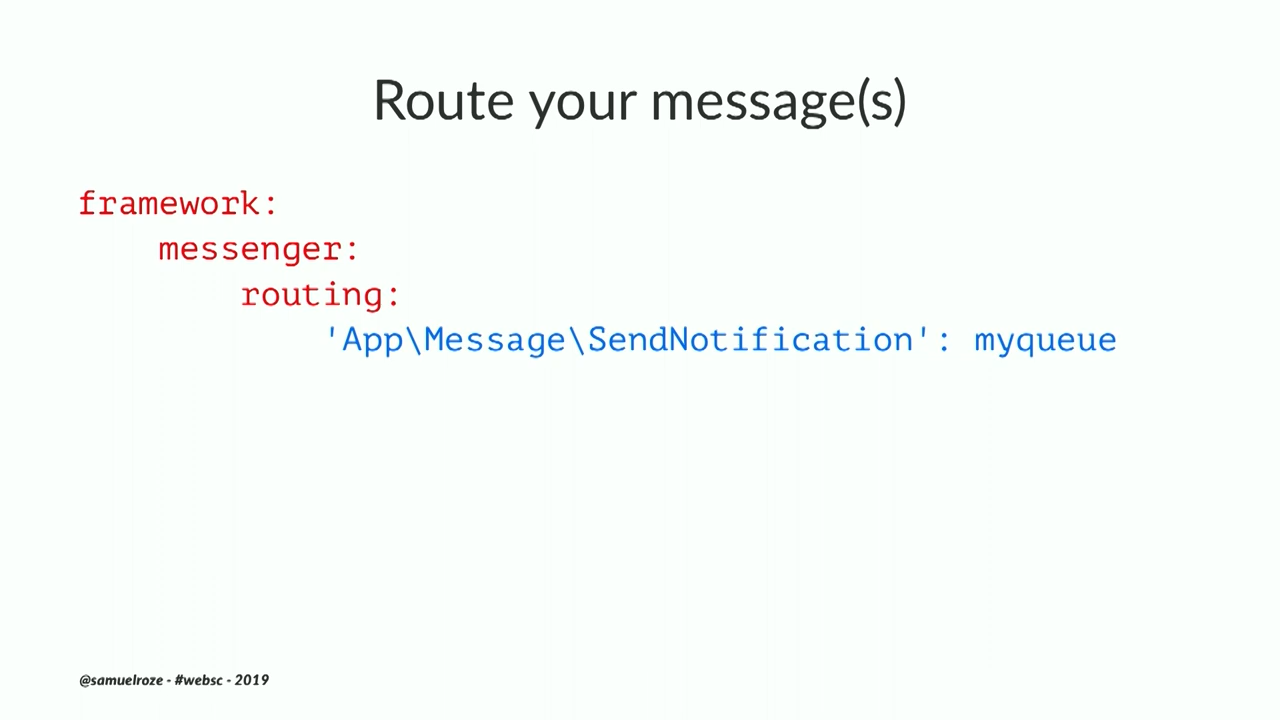 Route your message(s)
framework:
    messenger:
        routing:
            'App\Message\SendNotification': myqueue
@samuelroze - #websc - 2019